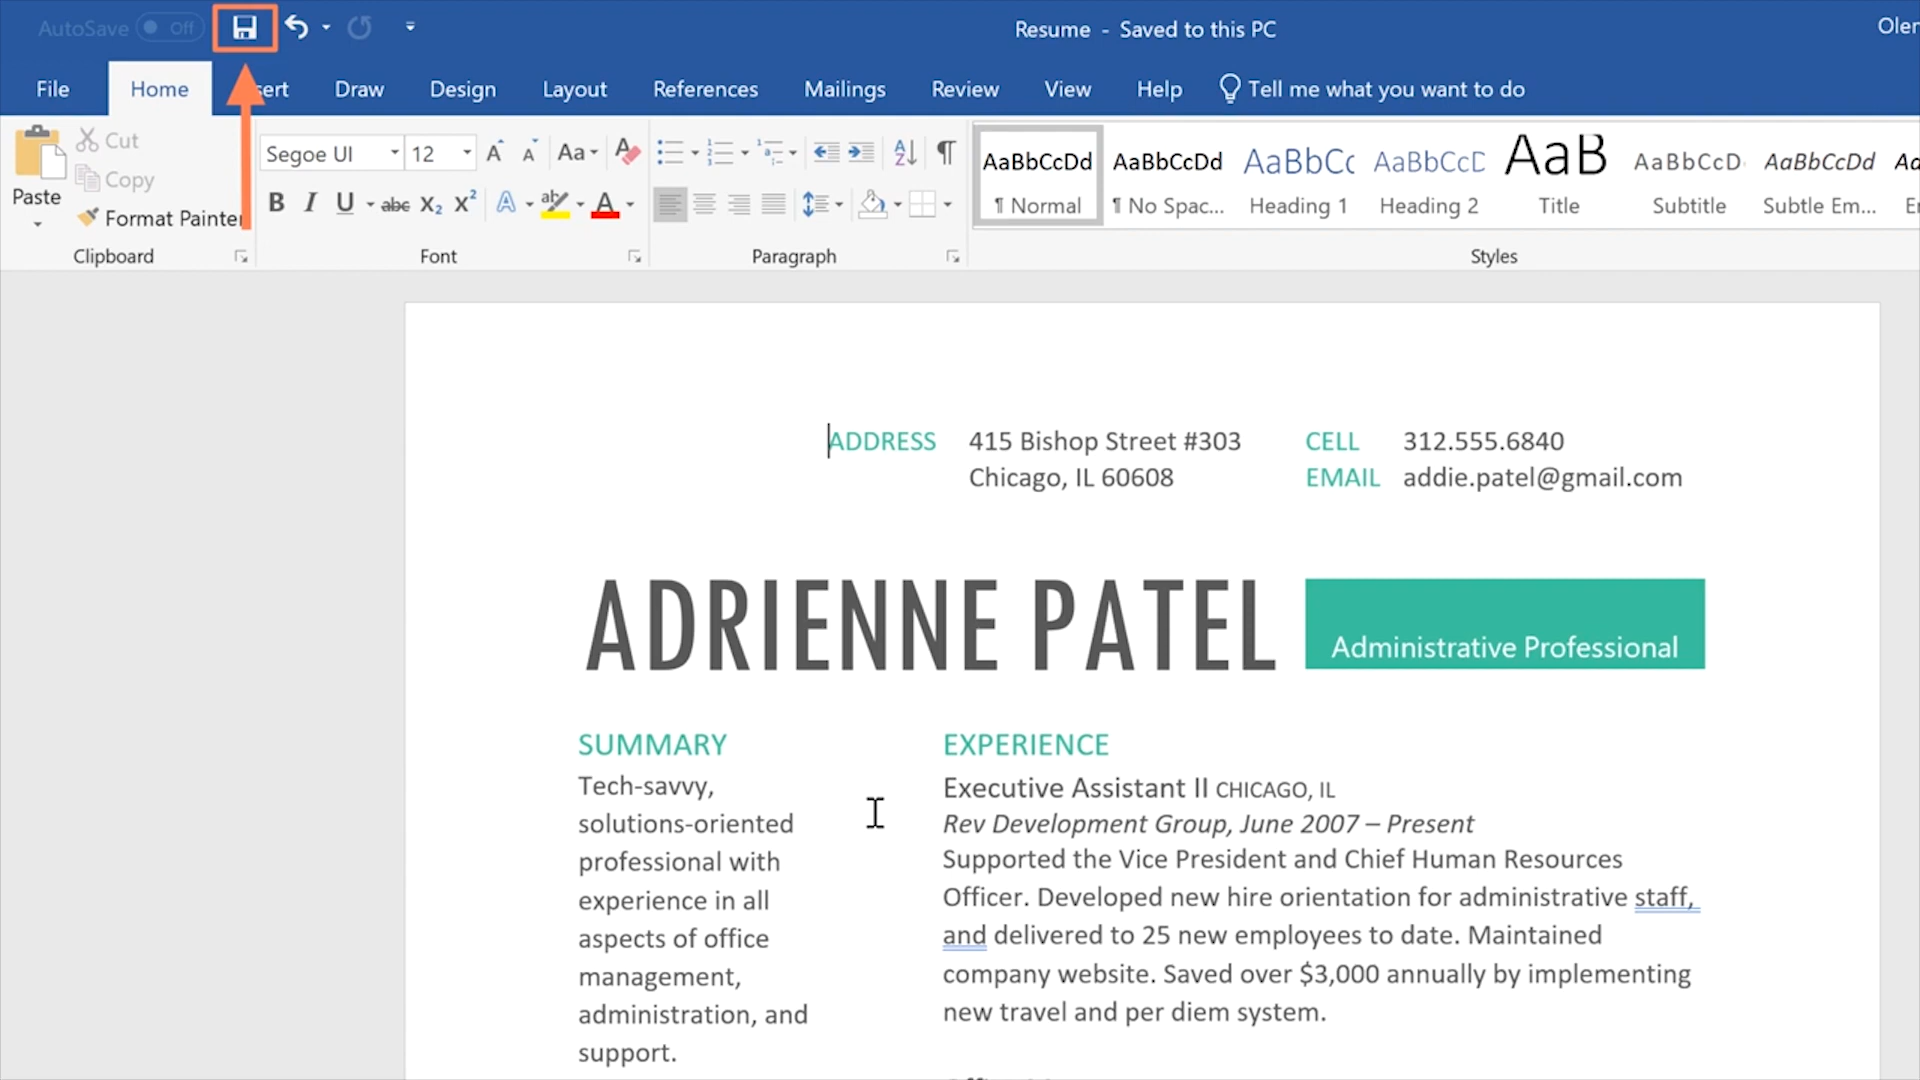 AutoSave Off
Resume - Saved to this PC
File Home Design Draw Layout References Mailings Review View Help Tell me what you want to do
Paste
Cut
Copy
Format Painter
Segoe UI 12
Aa
B I U abc X₂ X²
A
AaBbCcDd AaBbCcDd AaBbCc AaBbCcD AaB AaBbCcD AaBbCcDd
¶ Normal ¶ No Spac... Heading 1 Heading 2 Title Subtitle Subtle Em...
Clipboard Font Paragraph Styles
ADDRESS 415 Bishop Street #303
Chicago, IL 60608
CELL 312.555.6840
EMAIL addie.patel@gmail.com
ADRIENNE PATEL
Administrative Professional
SUMMARY
Tech-savvy,
solutions-oriented
professional with
experience in all
aspects of office
management,
administration, and
support.
EXPERIENCE
Executive Assistant II CHICAGO, IL
Rev Development Group, June 2007 – Present
Supported the Vice President and Chief Human Resources
Officer. Developed new hire orientation for administrative staff,
and delivered to 25 new employees to date. Maintained
company website. Saved over $3,000 annually by implementing
new travel and per diem system.